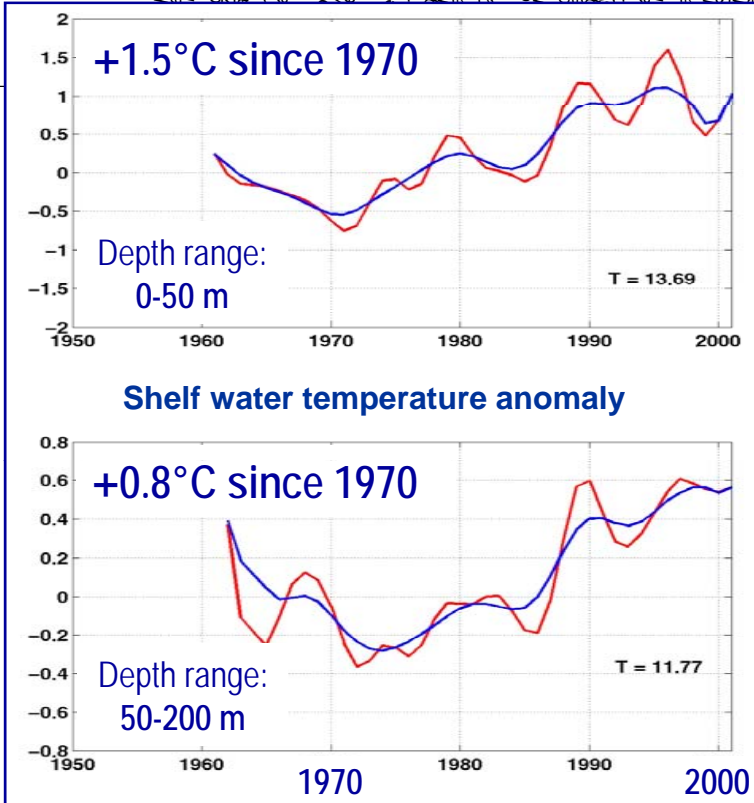 2
1.5
1
0.5
0
−0.5
−1
−1.5
−2
+1.5°C since 1970
Depth range:
0-50 m
T = 13.69
1950 1960 1970 1980 1990 2000
Shelf water temperature anomaly
0.8
0.6
0.4
0.2
0
−0.2
−0.4
−0.6
−0.8
+0.8°C since 1970
Depth range:
50-200 m
T = 11.77
1950 1960 1980 1990
1970 2000